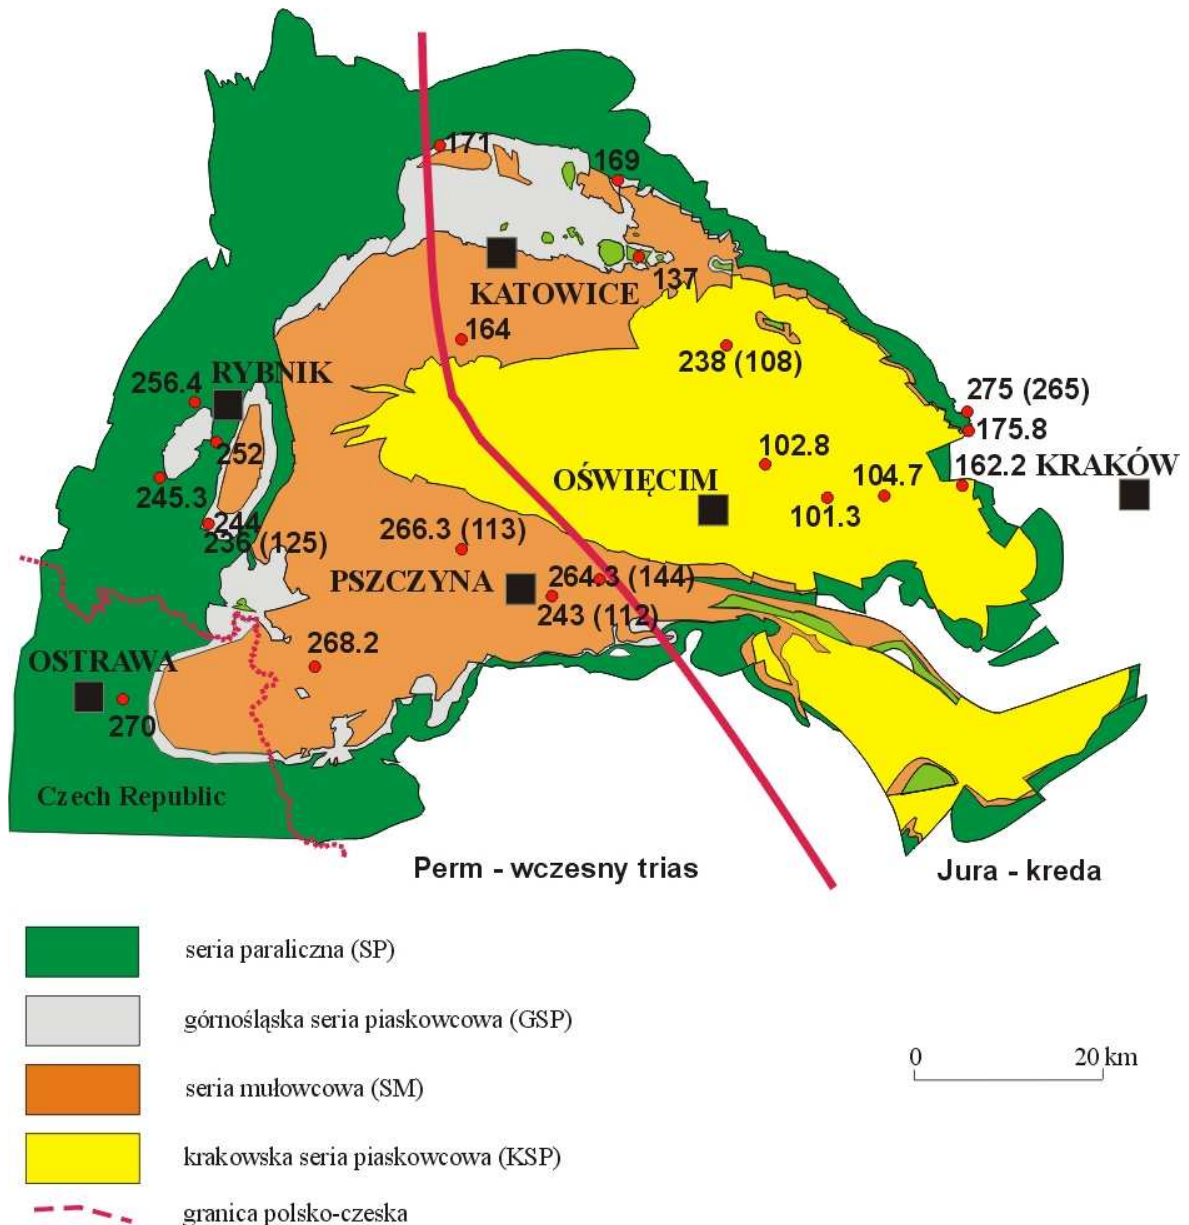 171
169
137
KATOWICE
164
238 (108)
RYBNIK
256.4
275 (265)
175.8
252
102.8
162.2 KRAKÓW
245.3
OŚWIĘCIM
104.7
101.3
244
236 (125)
266.3 (113)
PSZCZYNA
264.3 (144)
243 (112)
268.2
OSTRAWA
270
Czech Republic
Perm - wczesny trias
Jura - kreda
seria paraliczna (SP)
górnośląska seria piaskowcowa (GSP)
0 20 km
seria mułowcowa (SM)
krakowska seria piaskowcowa (KSP)
granica polsko-czeska